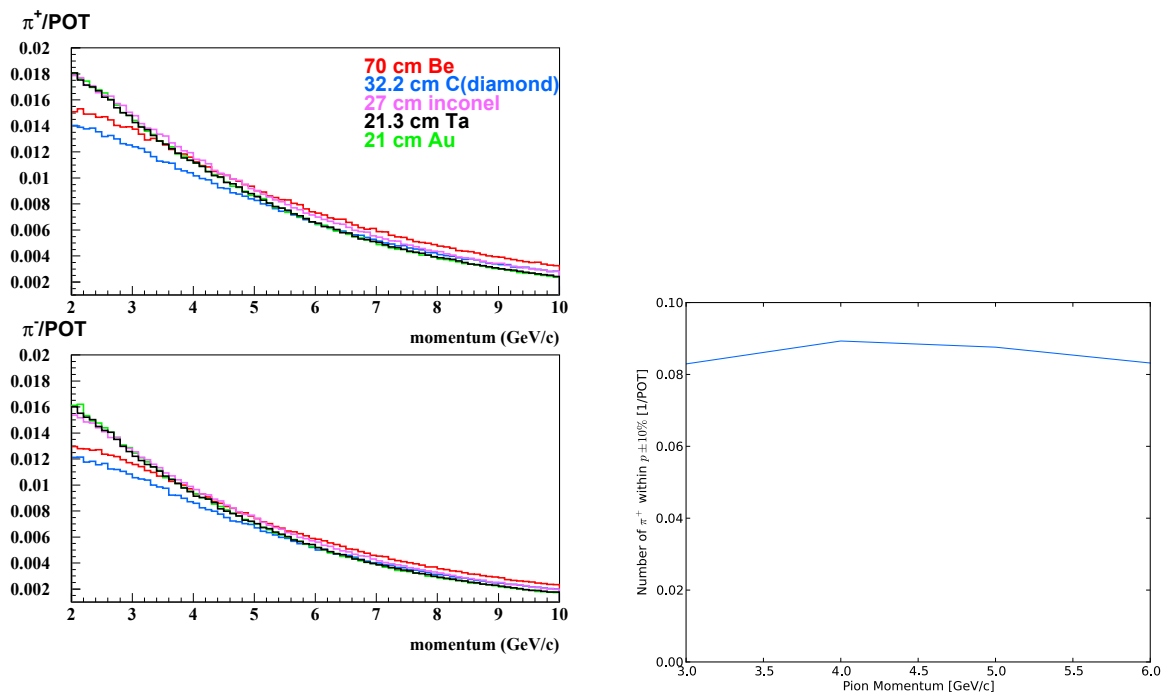 π⁺/POT
0.02
0.018
0.016
0.014
0.012
0.01
0.008
0.006
0.004
0.002
70 cm Be
32.2 cm C(diamond)
27 cm inconel
21.3 cm Ta
21 cm Au
2 3 4 5 6 7 8 9 10
momentum (GeV/c)
π⁻/POT
0.02
0.018
0.016
0.014
0.012
0.01
0.008
0.006
0.004
0.002
2 3 4 5 6 7 8 9 10
momentum (GeV/c)
Number of π⁺ within p ± 10% [1/POT]
0.10
0.08
0.06
0.04
0.02
0.00
3.0 3.5 4.0 4.5 5.0 5.5 6.0
Pion Momentum [GeV/c]